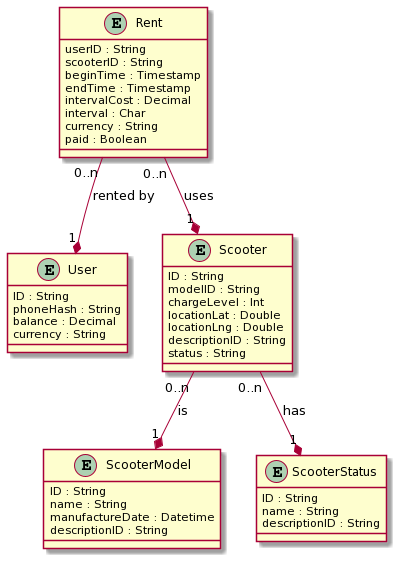 E Rent
userID : String
scooterID : String
beginTime : Timestamp
endTime : Timestamp
intervalCost : Decimal
interval : Char
currency : String
paid : Boolean
0..n
0..n
rented by
uses
1
1
E User
ID : String
phoneHash : String
balance : Decimal
currency : String
E Scooter
ID : String
modelID : String
chargeLevel : Int
locationLat : Double
locationLng : Double
descriptionID : String
status : String
0..n
0..n
is
has
1
1
E ScooterModel
ID : String
name : String
manufactureDate : Datetime
descriptionID : String
E ScooterStatus
ID : String
name : String
descriptionID : String